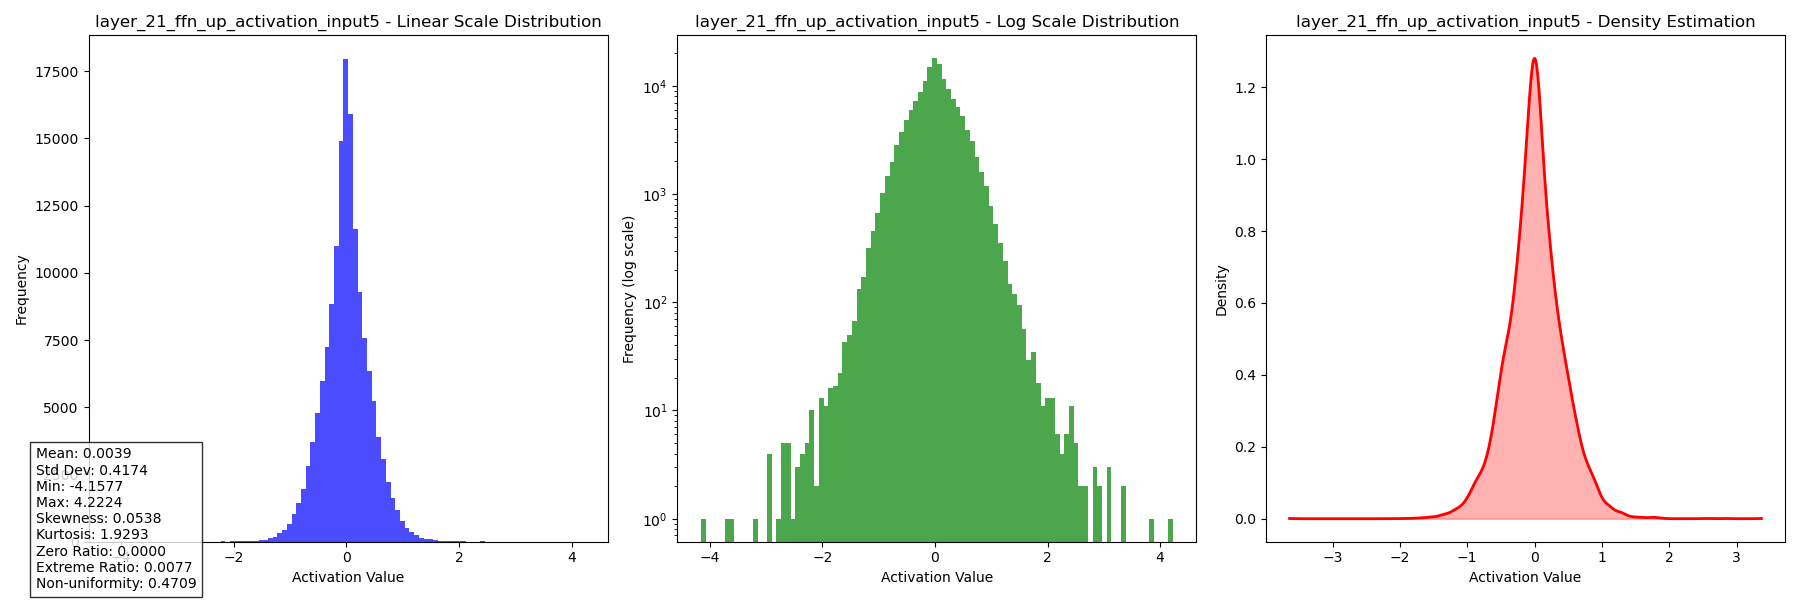 layer_21_ffn_up_activation_input5 - Linear Scale Distribution
17500
15000
12500
10000
7500
5000
2500
0
Frequency
−4
−2
0
2
4
Activation Value
Mean: 0.0039
Std Dev: 0.4174
Min: -4.1577
Max: 4.2224
Skewness: 0.0538
Kurtosis: 1.9293
Zero Ratio: 0.0000
Extreme Ratio: 0.0077
Non-uniformity: 0.4709
layer_21_ffn_up_activation_input5 - Log Scale Distribution
10^4
10^3
10^2
10^1
10^0
Frequency (log scale)
−4
−2
0
2
4
Activation Value
layer_21_ffn_up_activation_input5 - Density Estimation
1.2
1.0
0.8
0.6
0.4
0.2
0.0
Density
−3
−2
−1
0
1
2
3
Activation Value